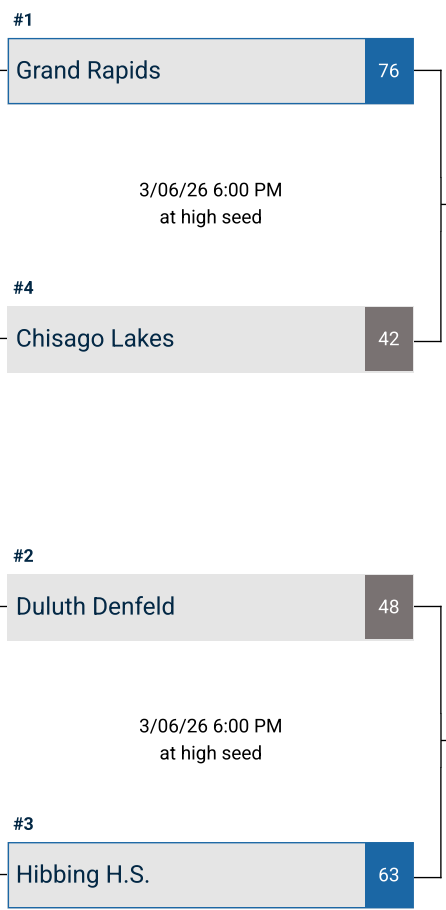 #1
Grand Rapids 76
3/06/26 6:00 PM
at high seed
#4
Chisago Lakes 42
#2
Duluth Denfeld 48
3/06/26 6:00 PM
at high seed
#3
Hibbing H.S. 63